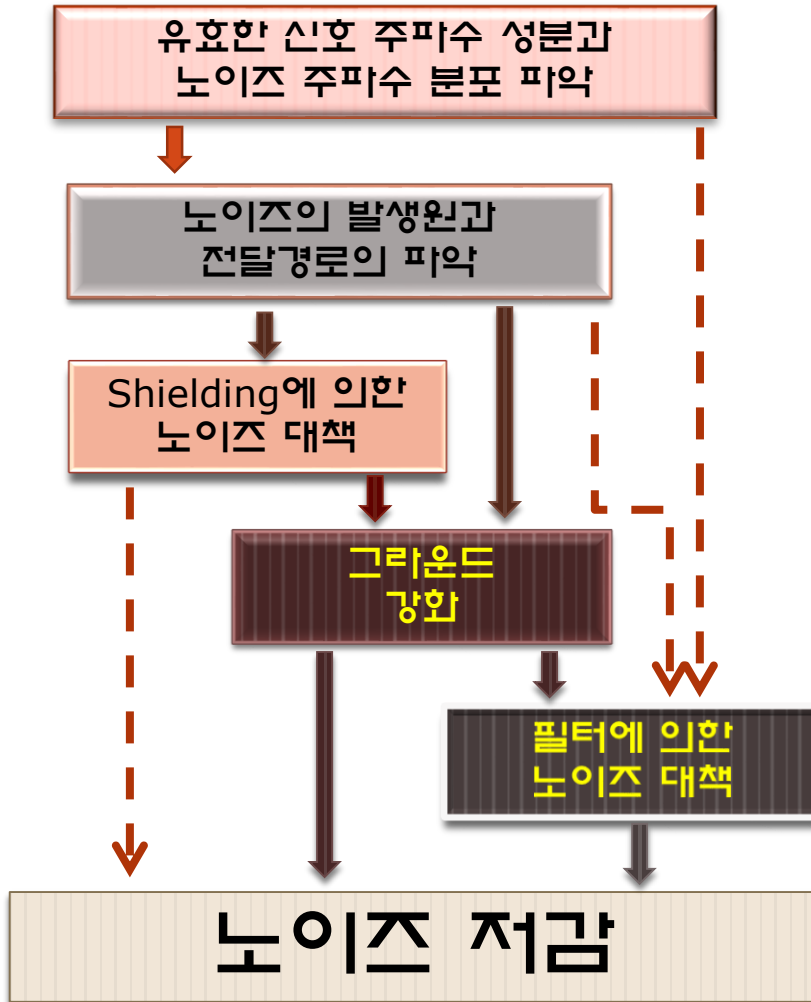 유효한 신호 주파수 성분과
노이즈 주파수 분포 파악
노이즈의 발생원과
전달경로의 파악
Shielding에 의한
노이즈 대책
그라운드
강화
필터에 의한
노이즈 대책
노이즈 저감